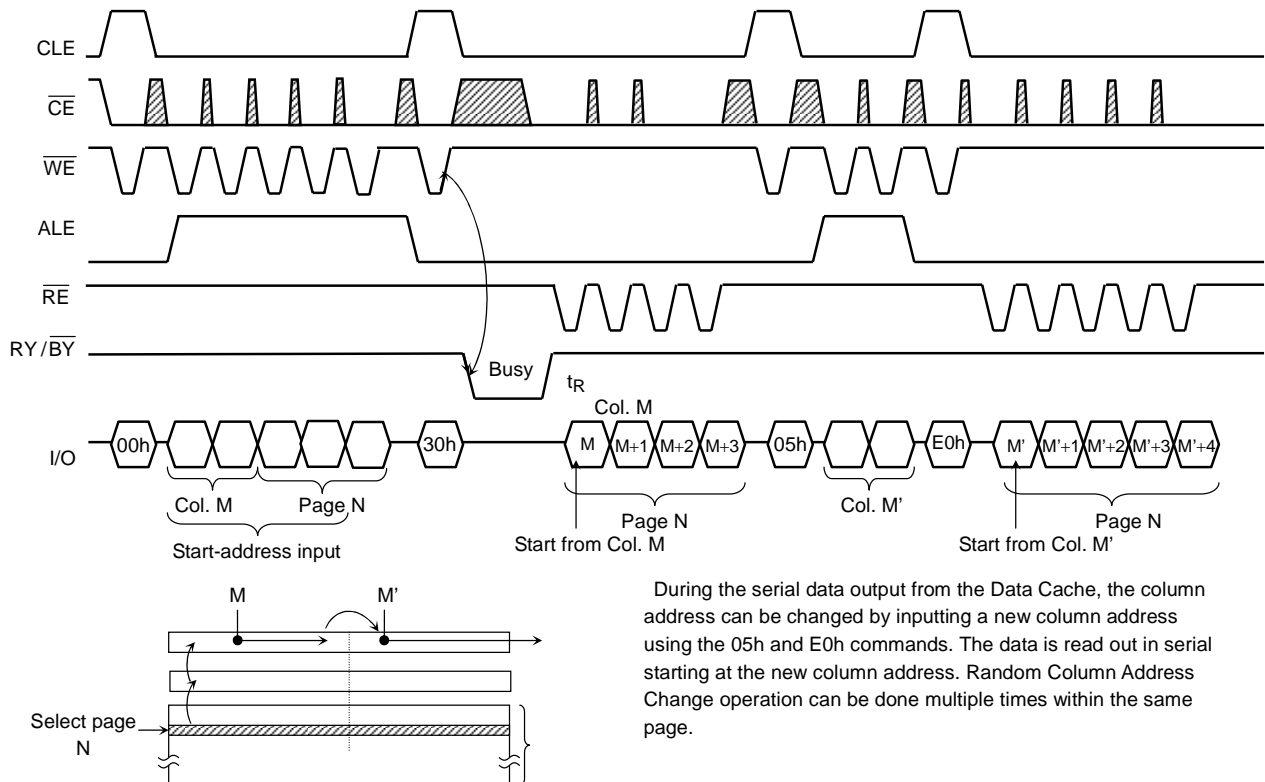 CLE
CE
WE
ALE
RE
RY/BY
Busy
tR
Col. M
I/O
00h
30h
M M+1 M+2 M+3
05h
E0h
M' M'+1 M'+2 M'+3 M'+4
Col. M
Page N
Page N
Col. M'
Page N
Start-address input
Start from Col. M
Start from Col. M'
M
M'
Select page
N
During the serial data output from the Data Cache, the column
address can be changed by inputting a new column address
using the 05h and E0h commands. The data is read out in serial
starting at the new column address. Random Column Address
Change operation can be done multiple times within the same
page.